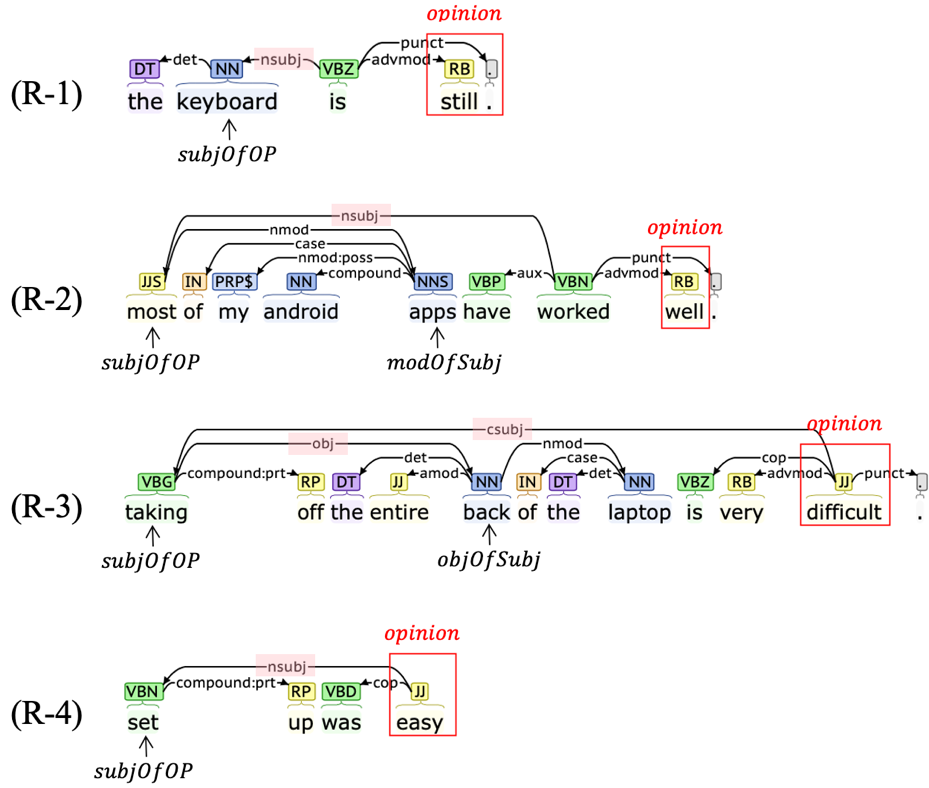 opinion
punct
det nsubj advmod
DT NN VBZ RB .
(R-1) the keyboard is still .
subjOfOP
nsubj
opinion
nmod
case
nmod:poss punct
compound aux advmod
JJS IN PRP$ NN NNS VBP VBN RB .
(R-2) most of my android apps have worked well .
subjOfOP modOfSubj
opinion
csubj
obj nmod
det case cop
compound:prt amod det advmod punct
VBG RP DT JJ NN IN DT NN VBZ RB JJ .
(R-3) taking off the entire back of the laptop is very difficult .
subjOfOP objOfSubj
opinion
nsubj
compound:prt cop
VBN RP VBD JJ
(R-4) set up was easy
subjOfOP